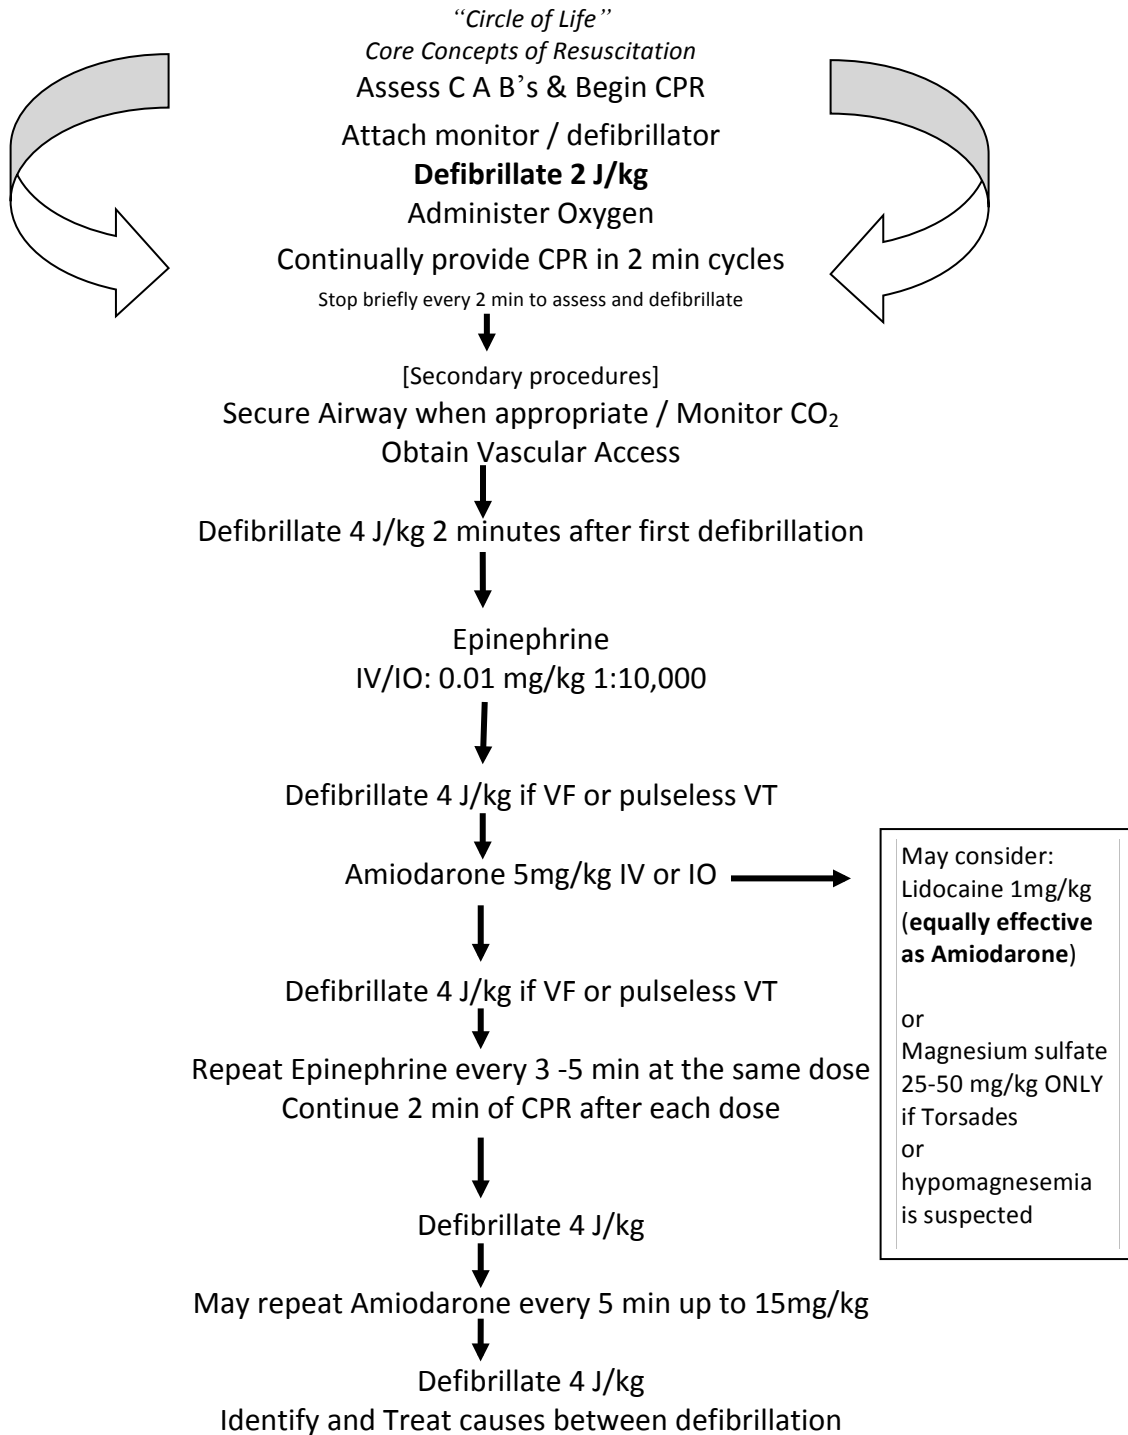 “Circle of Life”
Core Concepts of Resuscitation
Assess C A B’s & Begin CPR
Attach monitor / defibrillator
Defibrillate 2 J/kg
Administer Oxygen
Continually provide CPR in 2 min cycles
Stop briefly every 2 min to assess and defibrillate
[Secondary procedures]
Secure Airway when appropriate / Monitor CO₂
Obtain Vascular Access
Defibrillate 4 J/kg 2 minutes after first defibrillation
Epinephrine
IV/IO: 0.01 mg/kg 1:10,000
Defibrillate 4 J/kg if VF or pulseless VT
Amiodarone 5mg/kg IV or IO
May consider:
Lidocaine 1mg/kg
(equally effective
as Amiodarone)
or
Magnesium sulfate
25-50 mg/kg ONLY
if Torsades
or
hypomagnesemia
is suspected
Defibrillate 4 J/kg if VF or pulseless VT
Repeat Epinephrine every 3 -5 min at the same dose
Continue 2 min of CPR after each dose
Defibrillate 4 J/kg
May repeat Amiodarone every 5 min up to 15mg/kg
Defibrillate 4 J/kg
Identify and Treat causes between defibrillation